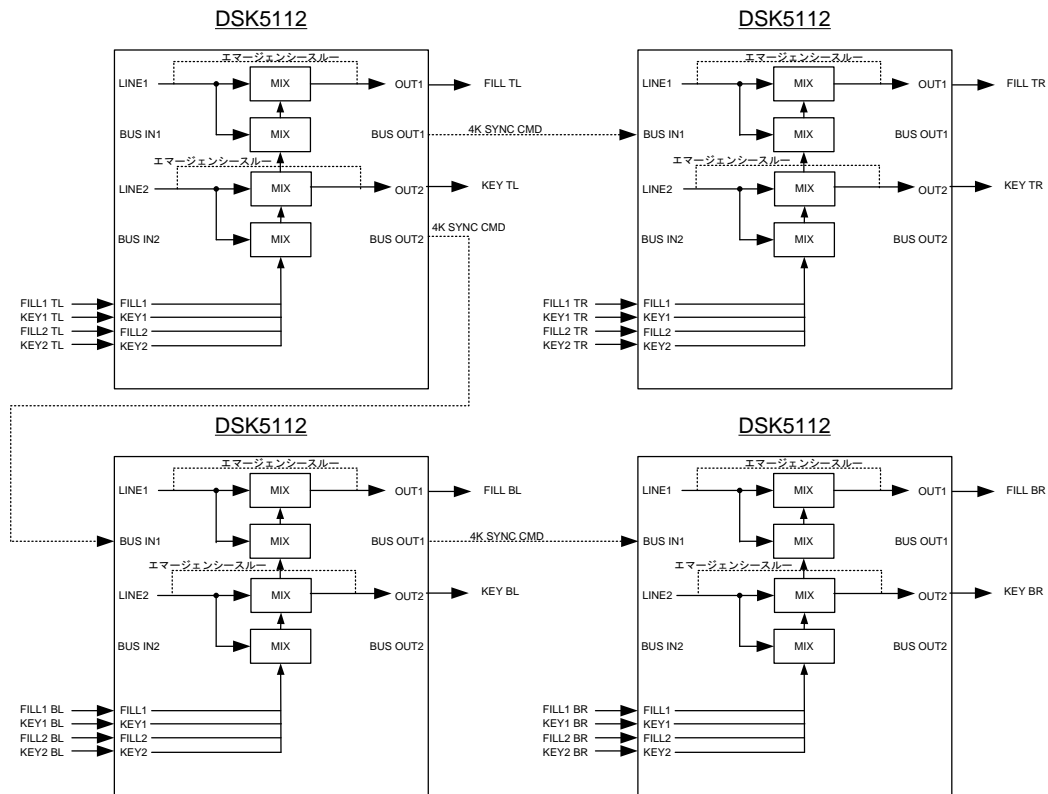 DSK5112
エマージェンシースルー
LINE1
MIX
OUT1
FILL TL
BUS IN1
MIX
BUS OUT1
4K SYNC CMD
エマージェンシースルー
LINE2
MIX
OUT2
KEY TL
BUS IN2
MIX
BUS OUT2
4K SYNC CMD
FILL1 TL
FILL1
KEY1 TL
KEY1
FILL2 TL
FILL2
KEY2 TL
KEY2
DSK5112
エマージェンシースルー
LINE1
MIX
OUT1
FILL TR
BUS IN1
MIX
BUS OUT1
エマージェンシースルー
LINE2
MIX
OUT2
KEY TR
BUS IN2
MIX
BUS OUT2
FILL1 TR
FILL1
KEY1 TR
KEY1
FILL2 TR
FILL2
KEY2 TR
KEY2
DSK5112
エマージェンシースルー
LINE1
MIX
OUT1
FILL BL
BUS IN1
MIX
BUS OUT1
4K SYNC CMD
エマージェンシースルー
LINE2
MIX
OUT2
KEY BL
BUS IN2
MIX
BUS OUT2
FILL1 BL
FILL1
KEY1 BL
KEY1
FILL2 BL
FILL2
KEY2 BL
KEY2
DSK5112
エマージェンシースルー
LINE1
MIX
OUT1
FILL BR
BUS IN1
MIX
BUS OUT1
エマージェンシースルー
LINE2
MIX
OUT2
KEY BR
BUS IN2
MIX
BUS OUT2
FILL1 BR
FILL1
KEY1 BR
KEY1
FILL2 BR
FILL2
KEY2 BR
KEY2